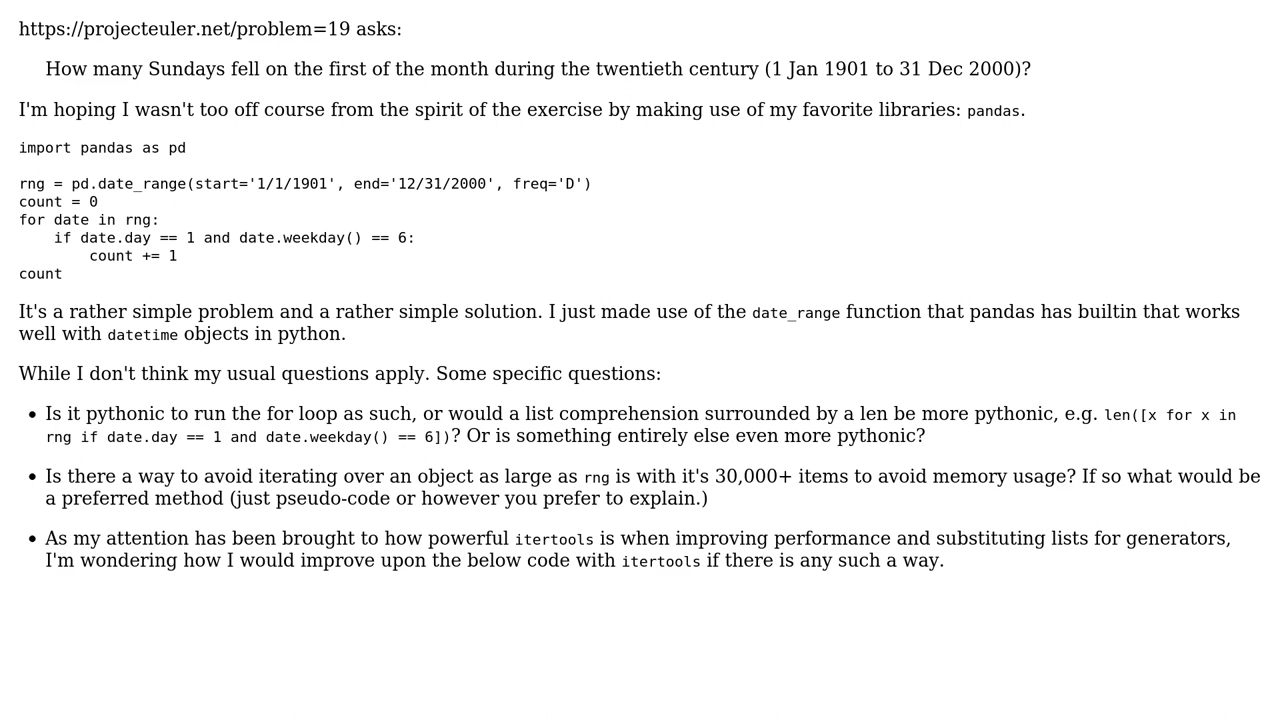 https://projecteuler.net/problem=19 asks:
How many Sundays fell on the first of the month during the twentieth century (1 Jan 1901 to 31 Dec 2000)?
I'm hoping I wasn't too off course from the spirit of the exercise by making use of my favorite libraries: pandas.
import pandas as pd
rng = pd.date_range(start='1/1/1901', end='12/31/2000', freq='D')
count = 0
for date in rng:
    if date.day == 1 and date.weekday() == 6:
        count += 1
count
It's a rather simple problem and a rather simple solution. I just made use of the date_range function that pandas has builtin that works
well with datetime objects in python.
While I don't think my usual questions apply. Some specific questions:
• Is it pythonic to run the for loop as such, or would a list comprehension surrounded by a len be more pythonic, e.g. len([x for x in
rng if date.day == 1 and date.weekday() == 6])? Or is something entirely else even more pythonic?
• Is there a way to avoid iterating over an object as large as rng is with it's 30,000+ items to avoid memory usage? If so what would be
a preferred method (just pseudo-code or however you prefer to explain.)
• As my attention has been brought to how powerful itertools is when improving performance and substituting lists for generators,
I'm wondering how I would improve upon the below code with itertools if there is any such a way.